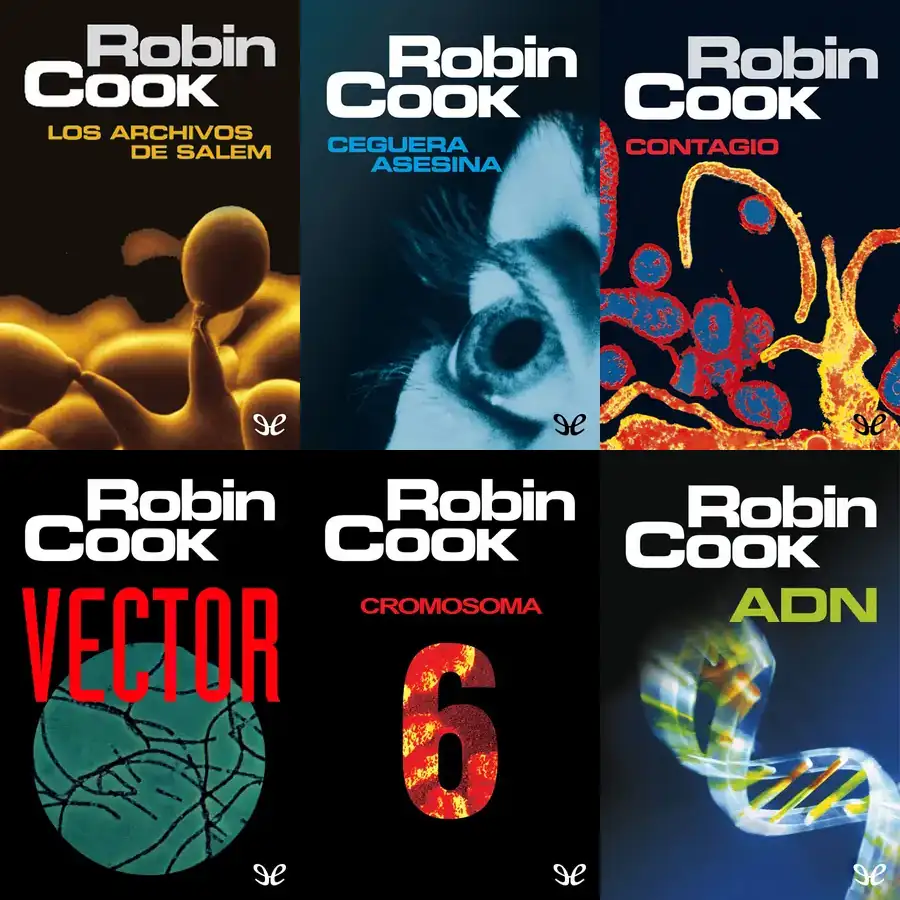 Robin
Cook
LOS ARCHIVOS
DE SALEM
Robin
Cook
CEGUERA
ASESINA
Robin
Cook
CONTAGIO
Robin
Cook
VECTOR
Robin
Cook
CROMOSOMA
6
Robin
Cook
ADN